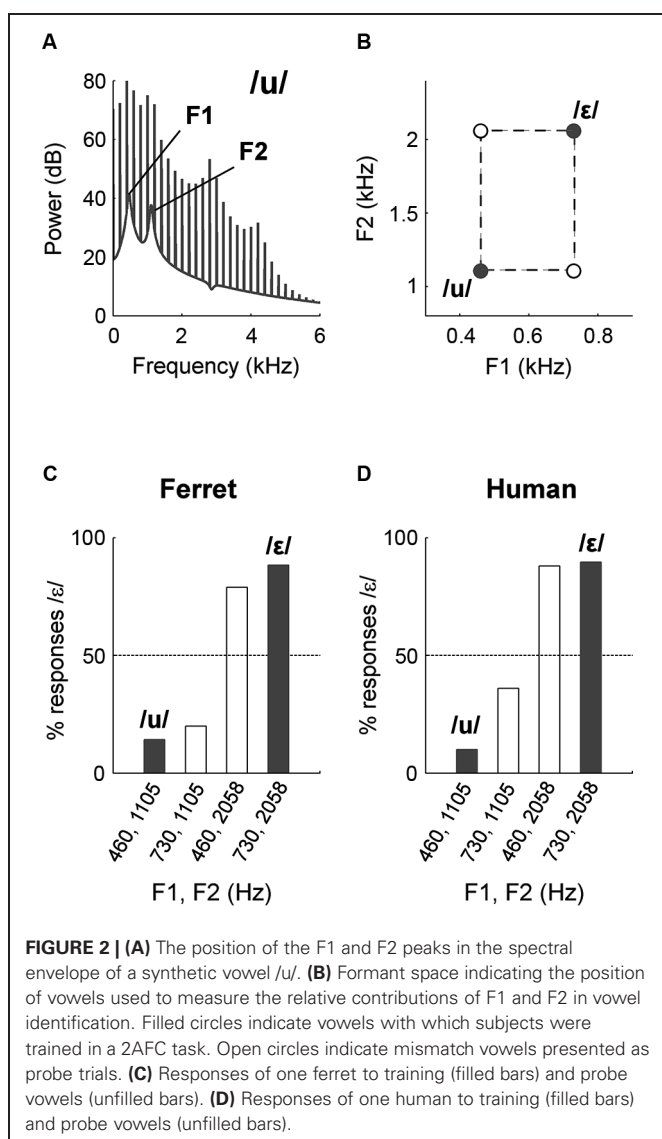 A
/u/
F1
F2
Power (dB)
80
60
40
20
0
0 2 4 6
Frequency (kHz)
B
/ɛ/
/u/
F2 (kHz)
2
1.5
1
0.4 0.6 0.8
F1 (kHz)
C
Ferret
% responses /ɛ/
100
50
0
/u/
/ɛ/
460, 1105
730, 1105
460, 2058
730, 2058
F1, F2 (Hz)
D
Human
% responses /ɛ/
100
50
0
/u/
/ɛ/
460, 1105
730, 1105
460, 2058
730, 2058
F1, F2 (Hz)
FIGURE 2 | (A) The position of the F1 and F2 peaks in the spectral
envelope of a synthetic vowel /u/. (B) Formant space indicating the position
of vowels used to measure the relative contributions of F1 and F2 in vowel
identification. Filled circles indicate vowels with which subjects were
trained in a 2AFC task. Open circles indicate mismatch vowels presented as
probe trials. (C) Responses of one ferret to training (filled bars) and probe
vowels (unfilled bars). (D) Responses of one human to training (filled bars)
and probe vowels (unfilled bars).